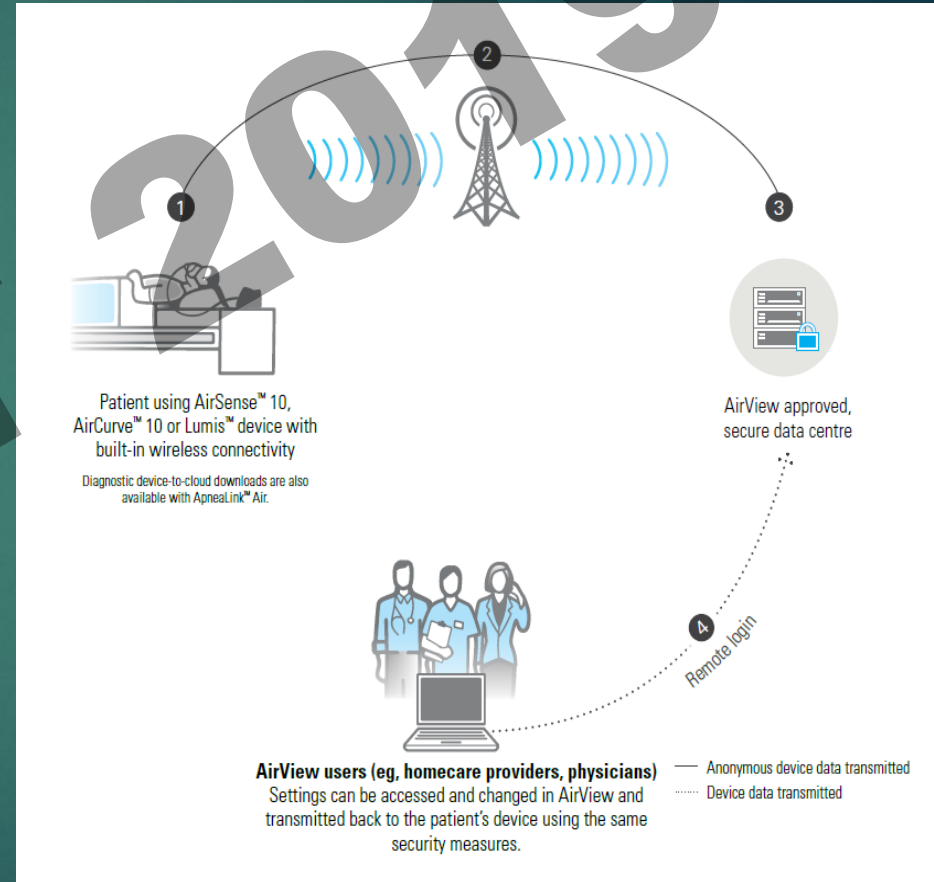 2019
2
1
3
Patient using AirSense™ 10,
AirCurve™ 10 or Lumis™ device with
built-in wireless connectivity
Diagnostic device-to-cloud downloads are also
available with ApneaLink™ Air.
AirView approved,
secure data centre
4
Remote login
AirView users (eg, homecare providers, physicians)
Settings can be accessed and changed in AirView and
transmitted back to the patient's device using the same
security measures.
Anonymous device data transmitted
Device data transmitted